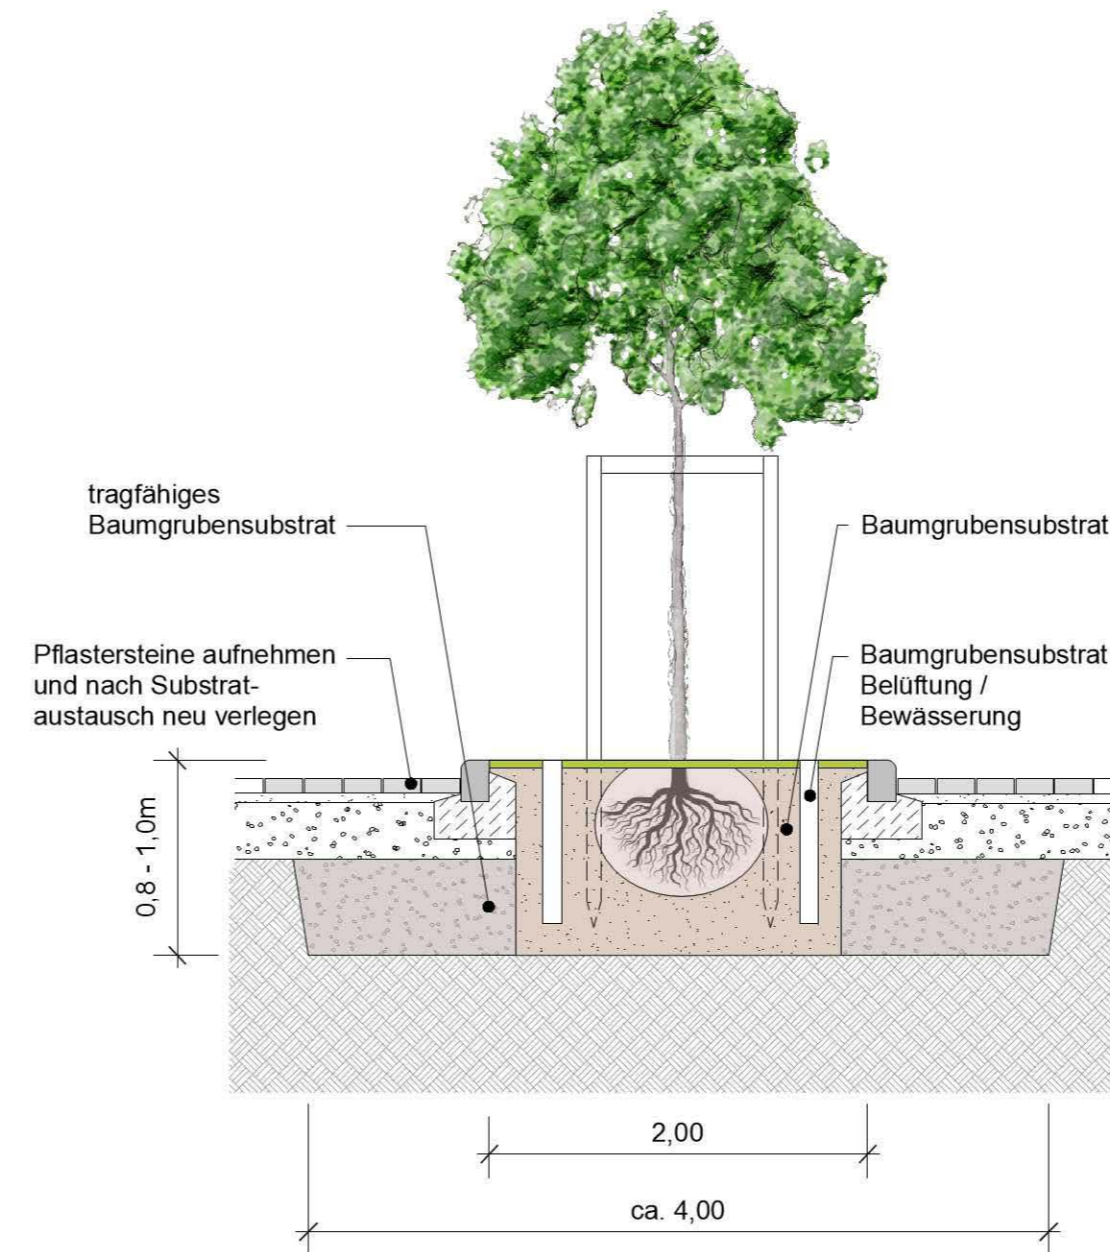 tragfähiges
Baumgrubensubstrat
Baumgrubensubstrat
Pflastersteine aufnehmen
und nach Substrat-
austausch neu verlegen
Baumgrubensubstrat
Belüftung /
Bewässerung
0,8 - 1,0m
2,00
ca. 4,00